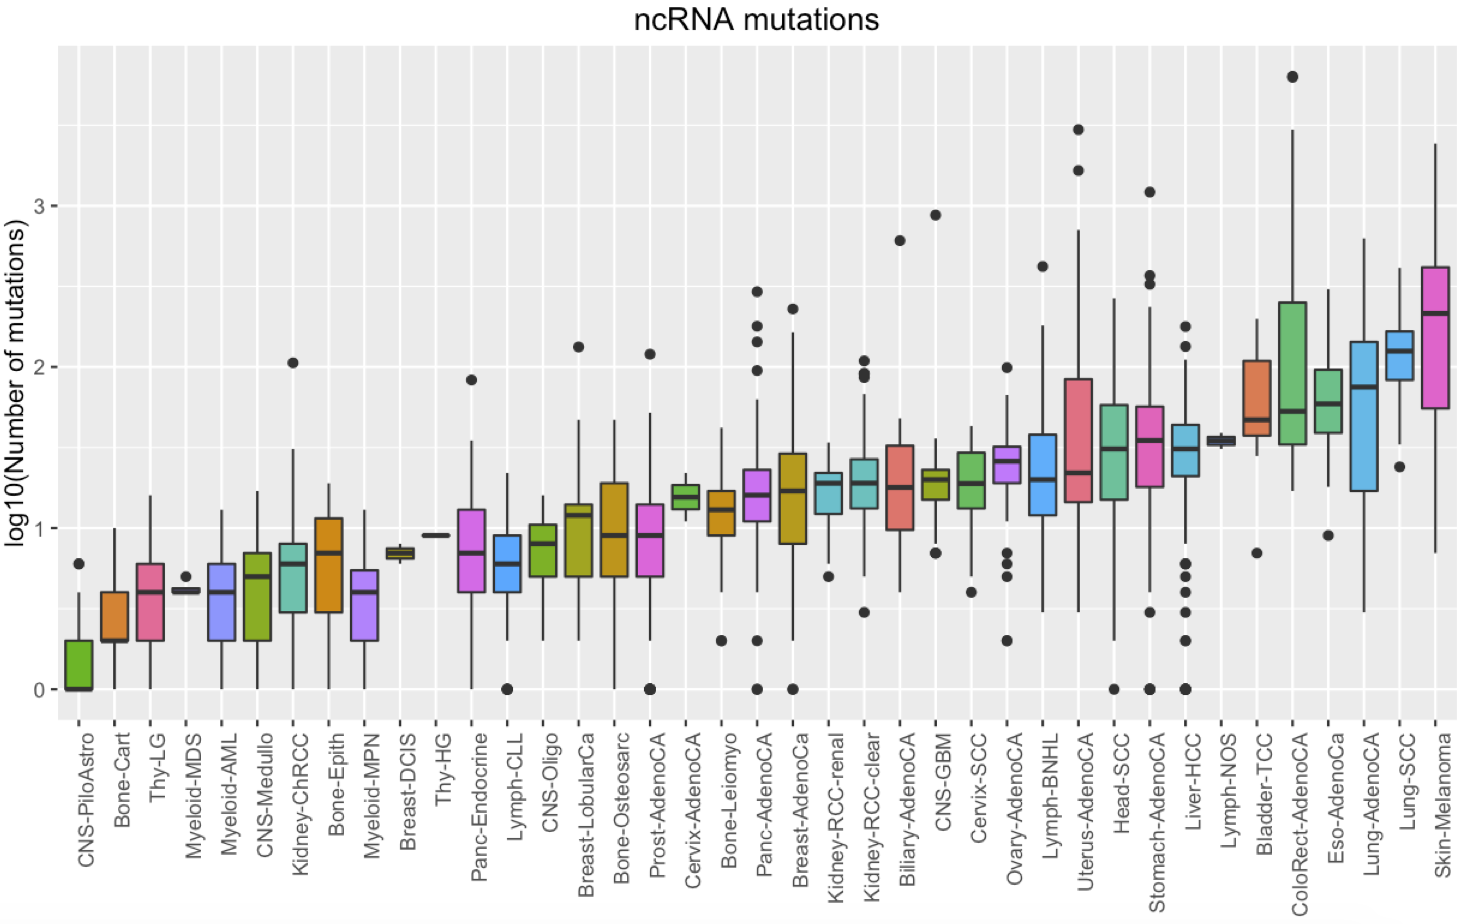 ncRNA mutations
log10(Number of mutations)
3
2
1
0
CNS-PiloAstro
Bone-Cart
Thy-LG
Myeloid-MDS
Myeloid-AML
CNS-Medullo
Kidney-ChRCC
Bone-Epith
Myeloid-MPN
Breast-DCIS
Thy-HG
Panc-Endocrine
Lymph-CLL
CNS-Oligo
Breast-LobularCa
Bone-Osteosarc
Prost-AdenoCA
Cervix-AdenoCA
Bone-Leiomyo
Panc-AdenoCA
Breast-AdenoCa
Kidney-RCC-renal
Kidney-RCC-clear
Biliary-AdenoCA
CNS-GBM
Cervix-SCC
Ovary-AdenoCA
Lymph-BNHL
Uterus-AdenoCA
Head-SCC
Stomach-AdenoCA
Liver-HCC
Lymph-NOS
Bladder-TCC
ColoRect-AdenoCA
Eso-AdenoCa
Lung-AdenoCA
Lung-SCC
Skin-Melanoma